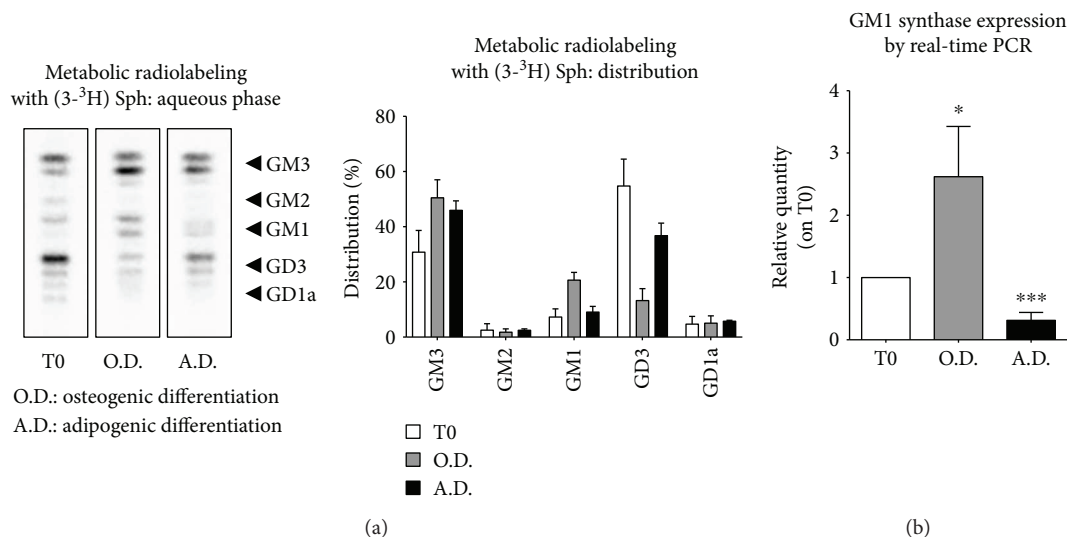 Metabolic radiolabeling
with (3-³H) Sph: aqueous phase
GM3
GM2
GM1
GD3
GD1a
T0 O.D. A.D.
O.D.: osteogenic differentiation
A.D.: adipogenic differentiation
Metabolic radiolabeling
with (3-³H) Sph: distribution
Distribution (%)
80
60
40
20
0
GM3 GM2 GM1 GD3 GD1a
T0
O.D.
A.D.
(a)
GM1 synthase expression
by real-time PCR
Relative quantity
(on T0)
4
3
2
1
0
*
***
T0 O.D. A.D.
(b)